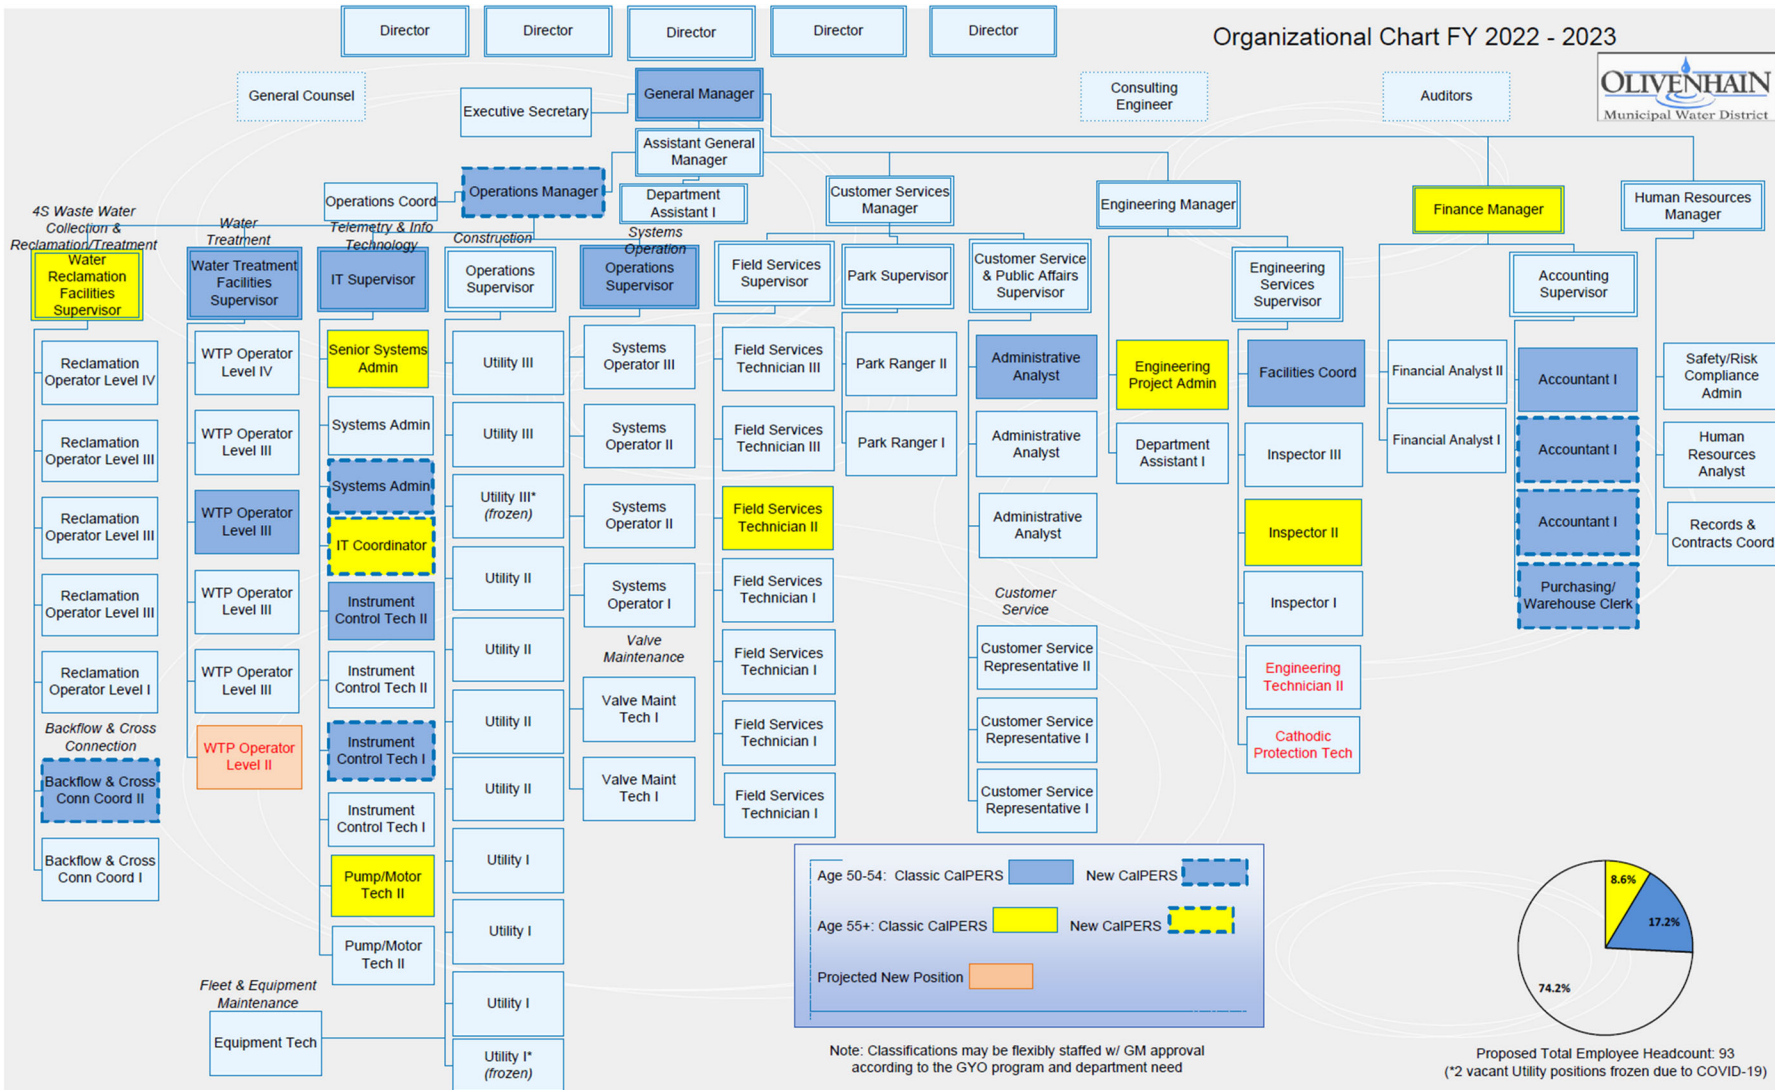 Organizational Chart FY 2022 - 2023
OLIVENHAIN
Municipal Water District
Director
Director
Director
Director
Director
General Counsel
Executive Secretary
General Manager
Consulting
Engineer
Auditors
Assistant General
Manager
Operations Coord
Operations Manager
Department
Assistant I
Customer Services
Manager
Engineering Manager
Finance Manager
Human Resources
Manager
4S Waste Water
Collection &
Reclamation/Treatment
Water
Reclamation
Facilities
Supervisor
Reclamation
Operator Level IV
Reclamation
Operator Level III
Reclamation
Operator Level III
Reclamation
Operator Level III
Reclamation
Operator Level I
Backflow & Cross
Connection
Backflow & Cross
Conn Coord II
Backflow & Cross
Conn Coord I
Water
Treatment
Water Treatment
Facilities
Supervisor
WTP Operator
Level IV
WTP Operator
Level III
WTP Operator
Level III
WTP Operator
Level III
WTP Operator
Level III
WTP Operator
Level II
Telemetry & Info
Technology
IT Supervisor
Senior Systems
Admin
Systems Admin
Systems Admin
IT Coordinator
Instrument
Control Tech II
Instrument
Control Tech II
Instrument
Control Tech I
Instrument
Control Tech I
Pump/Motor
Tech II
Pump/Motor
Tech II
Fleet & Equipment
Maintenance
Equipment Tech
Construction
Operations
Supervisor
Utility III
Utility III
Utility III*
(frozen)
Utility II
Utility II
Utility II
Utility II
Utility I
Utility I
Utility I
Utility I*
(frozen)
Systems
Operation
Operations
Supervisor
Systems
Operator III
Systems
Operator II
Systems
Operator II
Systems
Operator I
Valve
Maintenance
Valve Maint
Tech I
Valve Maint
Tech I
Field Services
Supervisor
Field Services
Technician III
Field Services
Technician III
Field Services
Technician II
Field Services
Technician I
Field Services
Technician I
Field Services
Technician I
Field Services
Technician I
Park Supervisor
Park Ranger II
Park Ranger I
Customer Service
& Public Affairs
Supervisor
Administrative
Analyst
Administrative
Analyst
Administrative
Analyst
Customer
Service
Customer Service
Representative II
Customer Service
Representative I
Customer Service
Representative I
Engineering
Project Admin
Department
Assistant I
Engineering
Services
Supervisor
Facilities Coord
Inspector III
Inspector II
Inspector I
Engineering
Technician II
Cathodic
Protection Tech
Financial Analyst II
Financial Analyst I
Accounting
Supervisor
Accountant I
Accountant I
Accountant I
Purchasing/
Warehouse Clerk
Safety/Risk
Compliance
Admin
Human
Resources
Analyst
Records &
Contracts Coord
Age 50-54: Classic CalPERS New CalPERS
Age 55+: Classic CalPERS New CalPERS
Projected New Position
Note: Classifications may be flexibly staffed w/ GM approval
according to the GYO program and department need
8.6%
17.2%
74.2%
Proposed Total Employee Headcount: 93
(*2 vacant Utility positions frozen due to COVID-19)